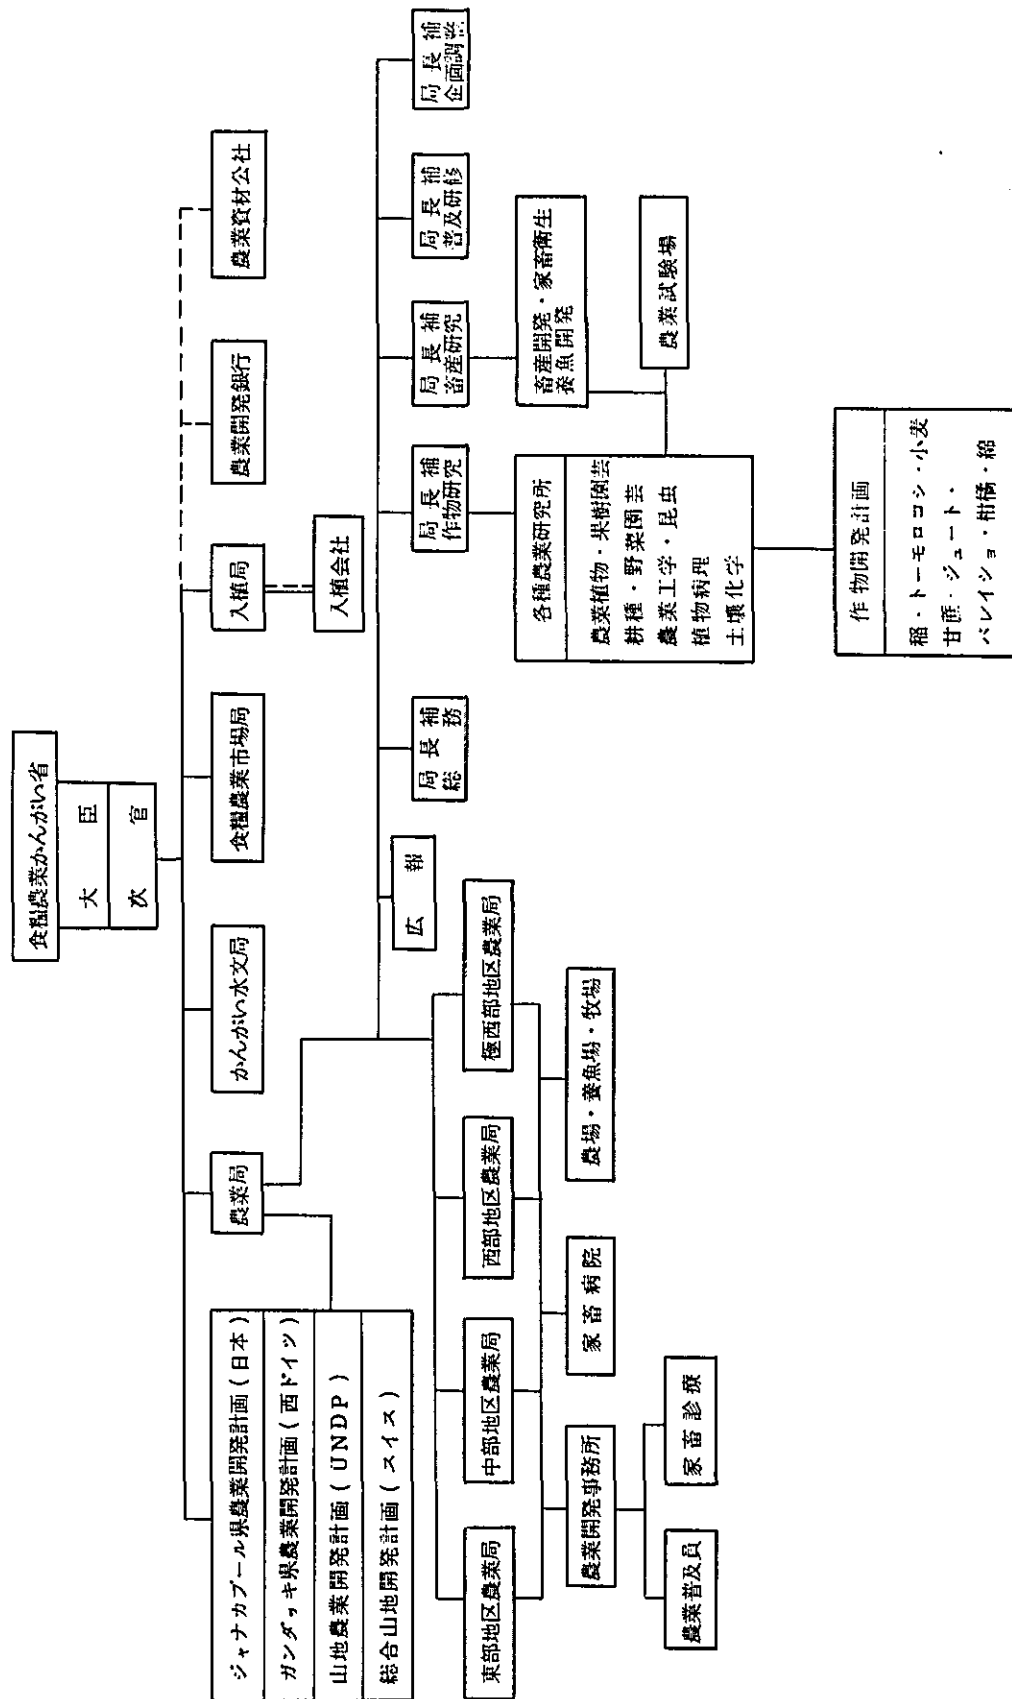 食糧農業かんがい省
大臣
次官
ジャナカプール県農業開発計画(日本)
ガンダッキ県農業開発計画(西ドイツ)
山地農業開発計画(UNDP)
総合山地開発計画(スイス)
農業局
かんがい水文局
食糧農業市場局
入植局
農業開発銀行
農業資材公社
入植会社
広報
局長補
総務
局長補
作物研究
局長補
畜産研究
局長補
普及研修
局長補
企画調整
東部地区農業局
中部地区農業局
西部地区農業局
極西部地区農業局
各種農業研究所
農業植物・果樹園芸
耕種・野菜園芸
農業工学・昆虫
植物病理
土壌化学
畜産開発・家畜衛生
養魚開発
農業開発事務所
家畜病院
農場・養魚場・牧場
農業試験場
農業普及員
家畜診療
作物開発計画
稲・トーモロコシ・小麦
甘蔗・ジュート・
バレイショ・柑橘・綿